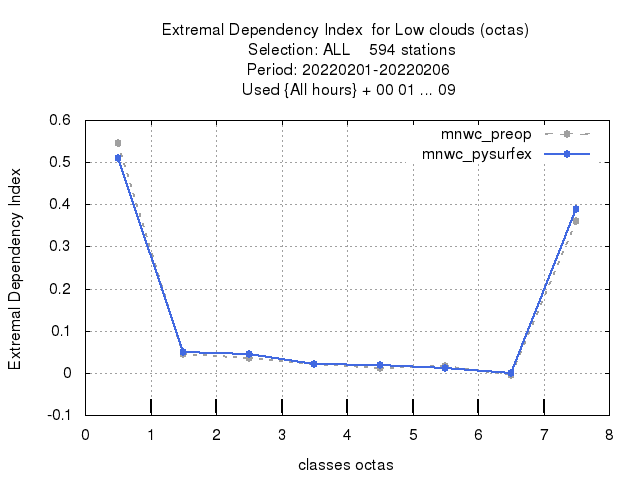 Extremal Dependency Index  for Low clouds (octas)
Selection: ALL    594 stations
Period: 20220201-20220206
Used {All hours} + 00 01 ... 09
mnwc_preop
mnwc_pysurfex
0.6
0.5
0.4
0.3
0.2
0.1
0
-0.1
Extremal Dependency Index
0 1 2 3 4 5 6 7 8
classes octas